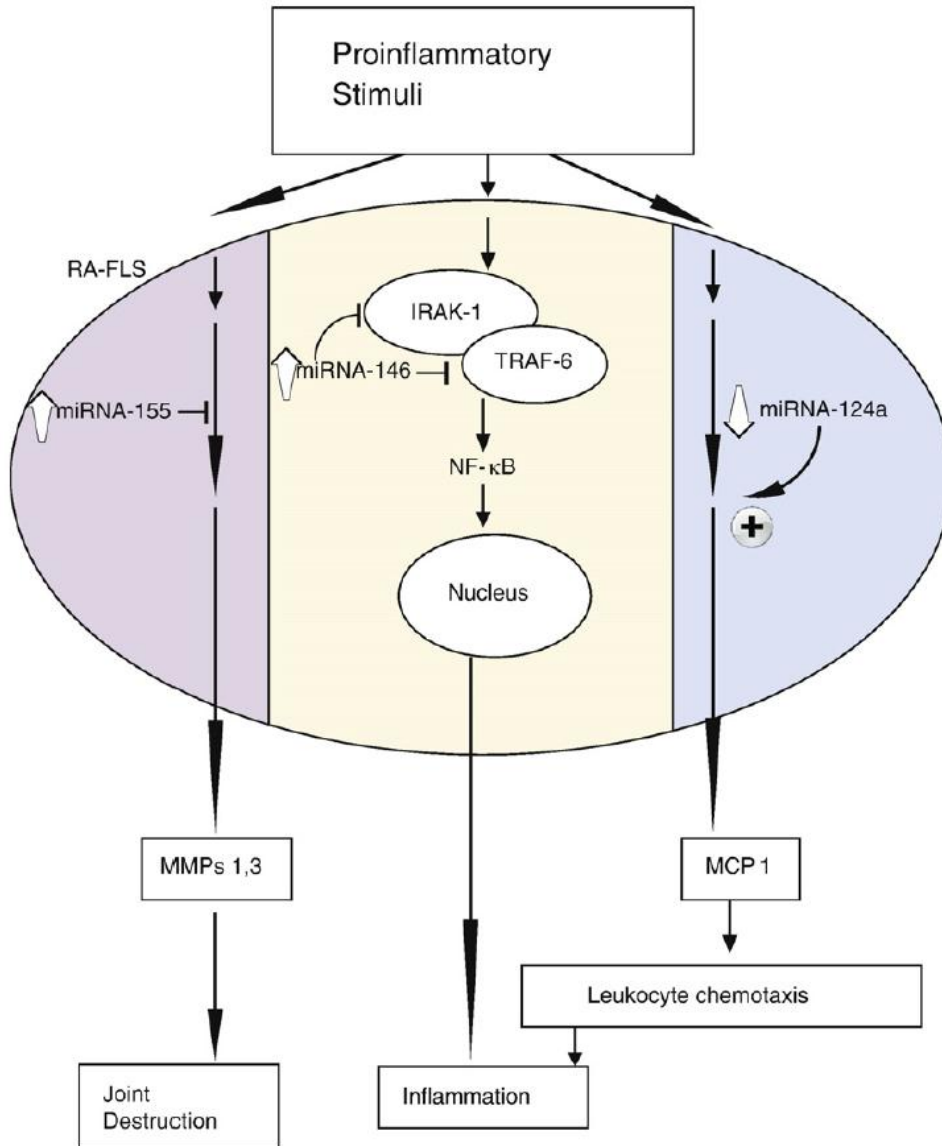 Proinflammatory
Stimuli
RA-FLS
IRAK-1
TRAF-6
miRNA-146
miRNA-155
miRNA-124a
NF-κB
+
Nucleus
MMPs 1,3
MCP 1
Leukocyte chemotaxis
Joint
Destruction
Inflammation